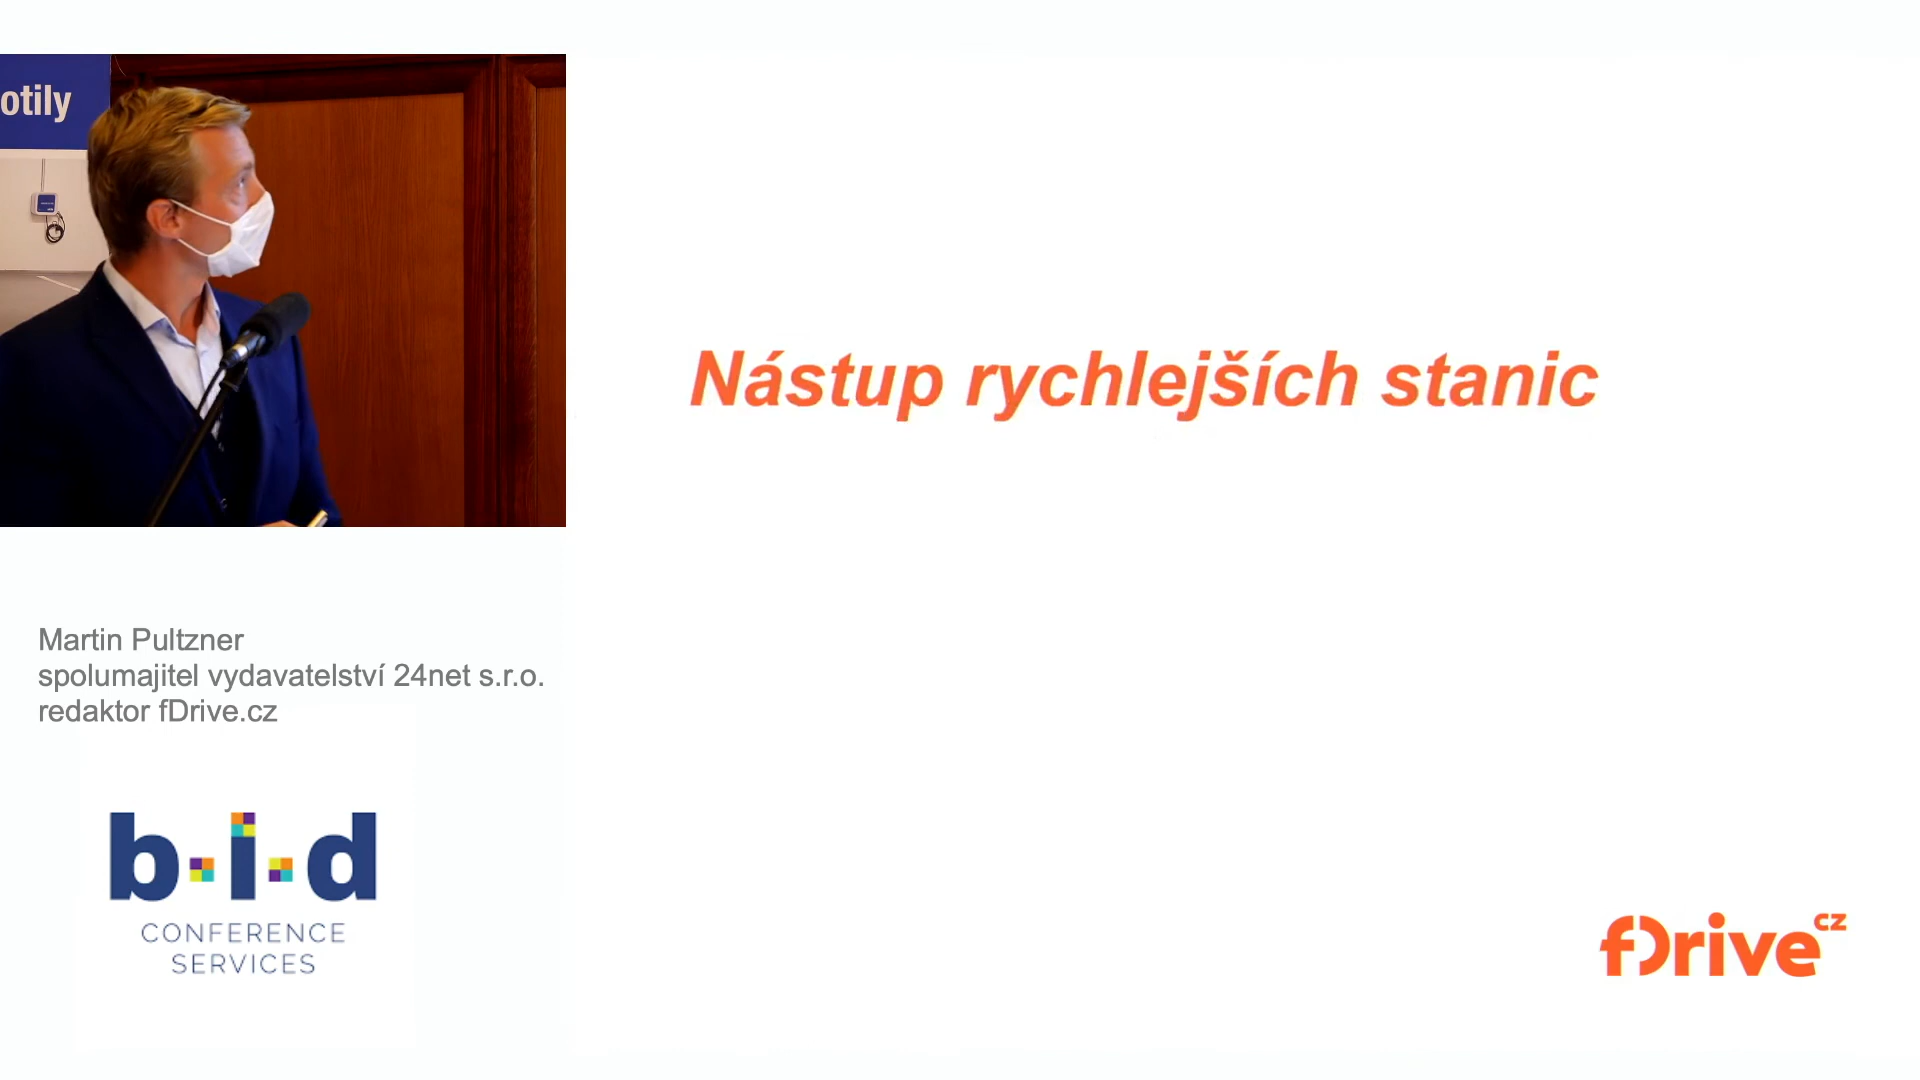 otily
Nástup rychlejších stanic
Martin Pultzner
spolumajitel vydavatelství 24net s.r.o.
redaktor fDrive.cz
b·i·d
CONFERENCE
SERVICES
fDrive cz